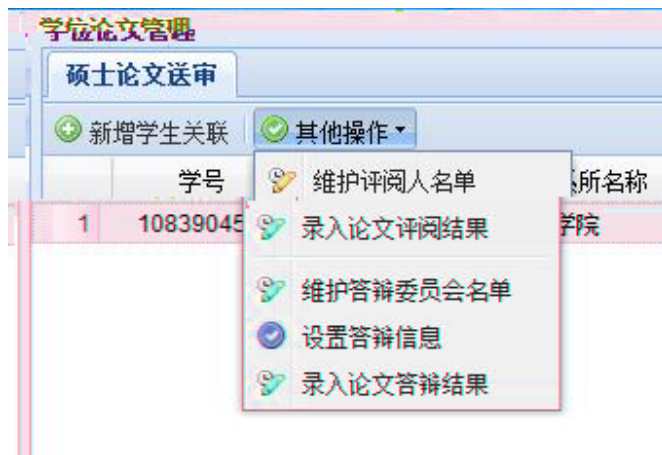 学位论文管理
硕士论文送审
新增学生关联 其他操作
学号 所名称
1 10839045 学院
维护评阅人名单
录入论文评阅结果
维护答辩委员会名单
设置答辩信息
录入论文答辩结果